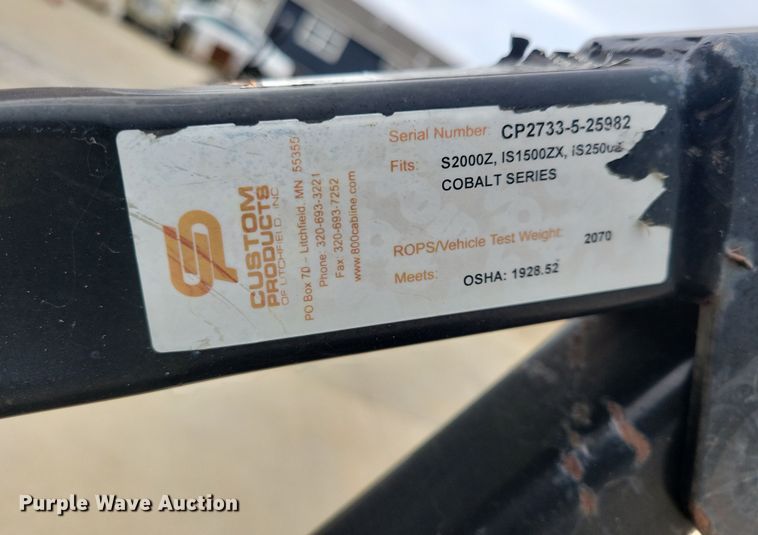 CUSTOM
PRODUCTS
OF LITCHFIELD, INC.
PO Box 70 - Litchfield, MN 55355
Phone: 320-693-3221
Fax: 320-693-7252
www.800cabline.com
Serial Number: CP2733-5-25982
Fits: S2000Z, IS1500ZX,
COBALT SERIES
ROPS/Vehicle Test Weight: 2070
Meets: OSHA: 1928.52
Purple Wave Auction